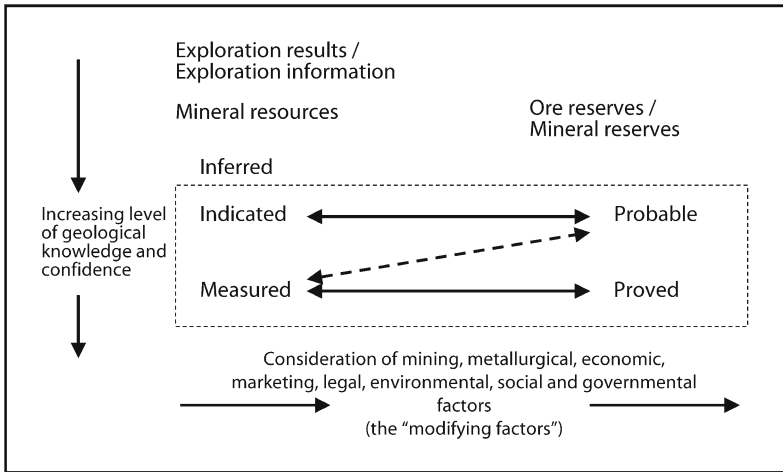 Exploration results /
Exploration information
Mineral resources
Ore reserves /
Mineral reserves
Inferred
Increasing level
of geological
knowledge and
confidence
Indicated
Probable
Measured
Proved
Consideration of mining, metallurgical, economic,
marketing, legal, environmental, social and governmental
factors
(the “modifying factors”)